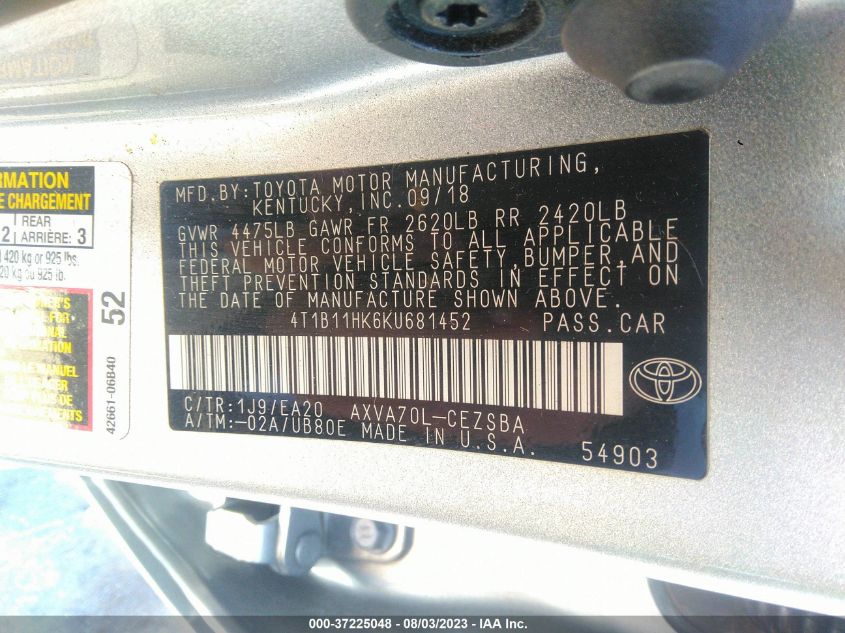 MFD. BY: TOYOTA MOTOR MANUFACTURING,
KENTUCKY, INC. 09/18
GVWR 4475LB GAWR FR 2620LB RR 2420LB
THIS VEHICLE CONFORMS TO ALL APPLICABLE
FEDERAL MOTOR VEHICLE SAFETY, BUMPER, AND
THEFT PREVENTION STANDARDS IN EFFECT ON
THE DATE OF MANUFACTURE SHOWN ABOVE.
4T1B11HK6KU681452 PASS. CAR
C/TR: 1J9/EA20 AXVA70L-CEZSBA
A/TM: -02A/UB80E MADE IN U.S.A.
54903
RMATION
E CHARGEMENT
2 REAR
ARRIÈRE: 3
420 kg or 925 lbs.
20 kg ou 925 lb.
52
42661-06B40
000-37225048 - 08/03/2023 - IAA Inc.